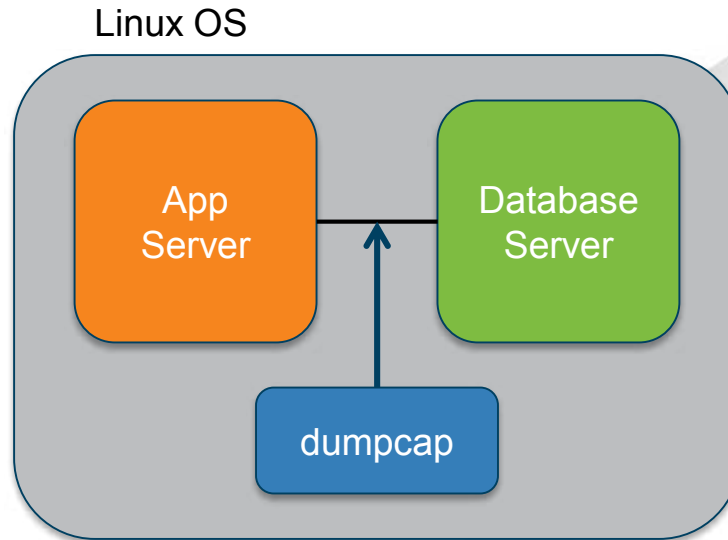 Linux OS
App
Server
Database
Server
dumpcap